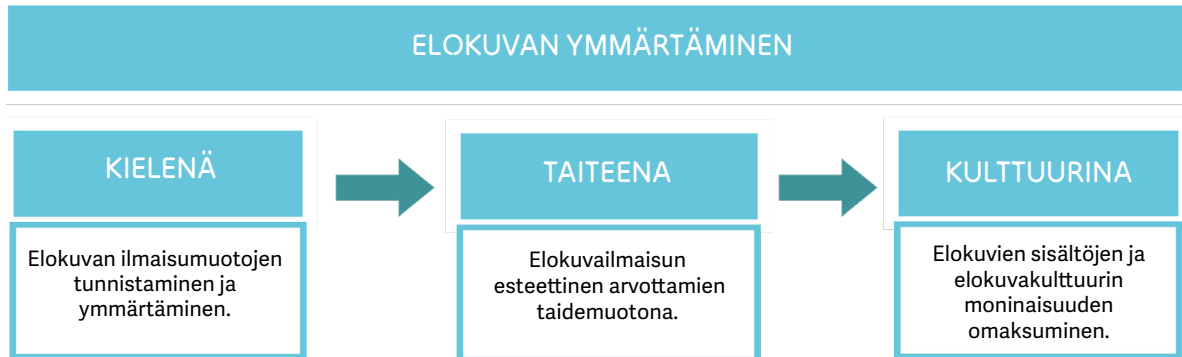 ELOKUVAN YMMÄRTÄMINEN
KIELENÄ
Elokuvan ilmaisumuotojen
tunnistaminen ja
ymmärtäminen.
TAITEENA
Elokuvailmaisun
esteettinen arvottamien
taidemuotona.
KULTTUURINA
Elokuvien sisältöjen ja
elokuvakulttuurin
moninaisuuden
omaksuminen.